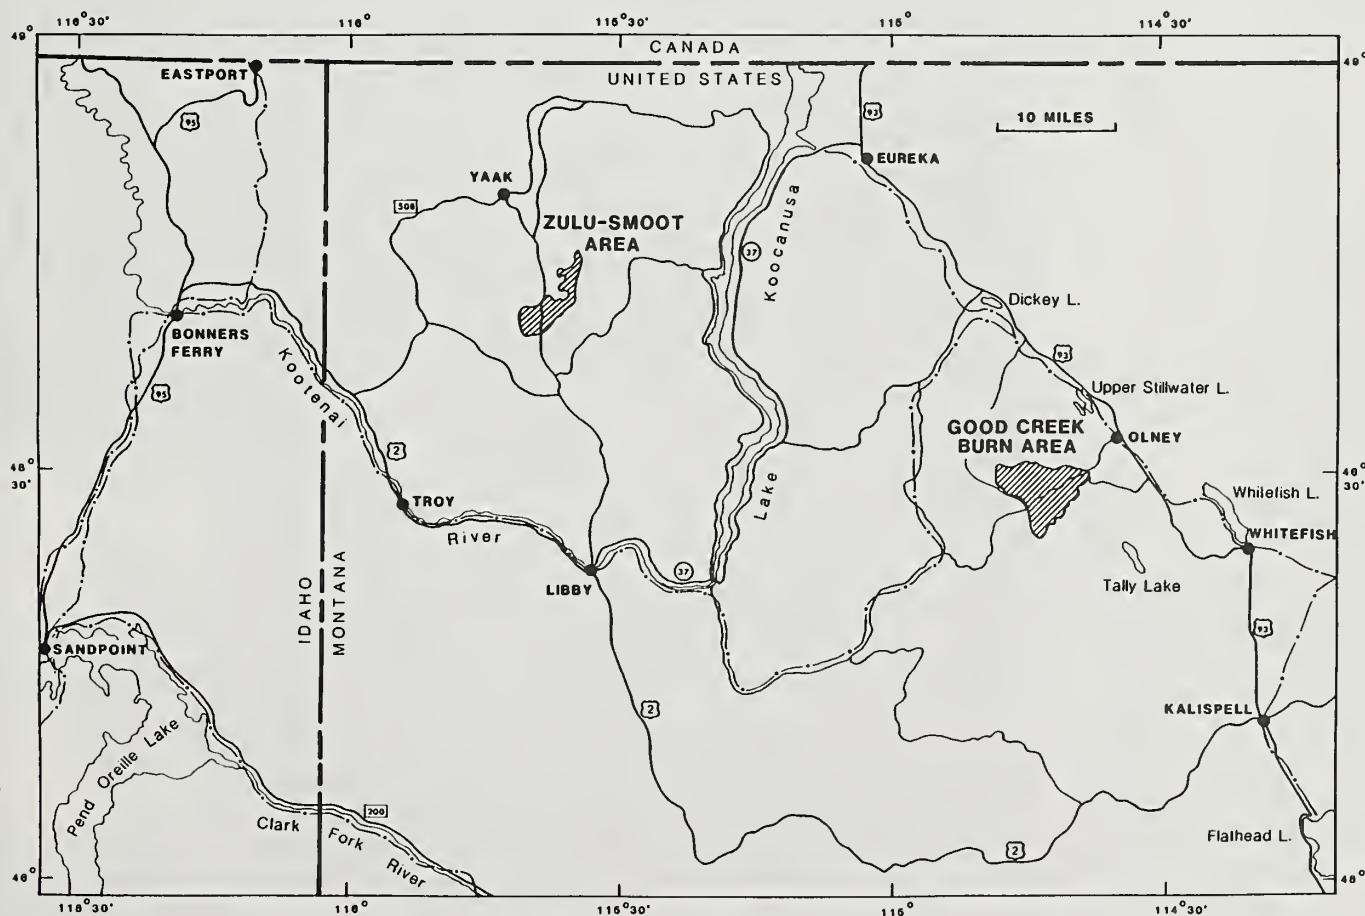 116°30'
116°
115°30'
115°
114°30'
49°
49°
CANADA
UNITED STATES
EASTPORT
95
93
10 MILES
EUREKA
YAAK
508
ZULU-SMOOT
AREA
37
Koocanusa
Lake
Dickey L.
BONNERS
FERRY
Kootenai
River
95
93
Upper Stillwater L.
GOOD CREEK
BURN AREA
OLNEY
48°
30'
48°
30'
2
TROY
Whitefish L.
WHITEFISH
LIBBY
37
Tally Lake
IDAHO
MONTANA
SANDPOINT
93
2
KALISPELL
Pend Oreille Lake
200
Clark Fork River
2
Flathead L.
48°
48°
116°30'
116°
115°30'
115°
114°30'